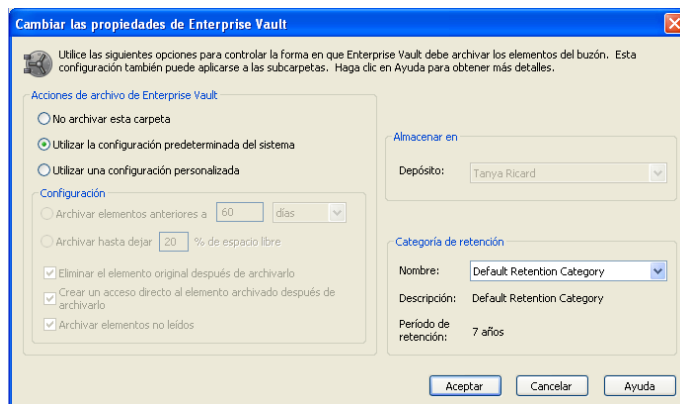 Cambiar las propiedades de Enterprise Vault
Utilice las siguientes opciones para controlar la forma en que Enterprise Vault debe archivar los elementos del buzón. Esta
configuración también puede aplicarse a las subcarpetas. Haga clic en Ayuda para obtener más detalles.
Acciones de archivo de Enterprise Vault
No archivar esta carpeta
Utilizar la configuración predeterminada del sistema
Utilizar una configuración personalizada
Configuración
Archivar elementos anteriores a 60 días
Archivar hasta dejar 20 % de espacio libre
Eliminar el elemento original después de archivarlo
Crear un acceso directo al elemento archivado después de
archivarlo
Archivar elementos no leídos
Almacenar en
Depósito: Tanya Ricard
Categoría de retención
Nombre: Default Retention Category
Descripción: Default Retention Category
Período de
retención: 7 años
Aceptar Cancelar Ayuda